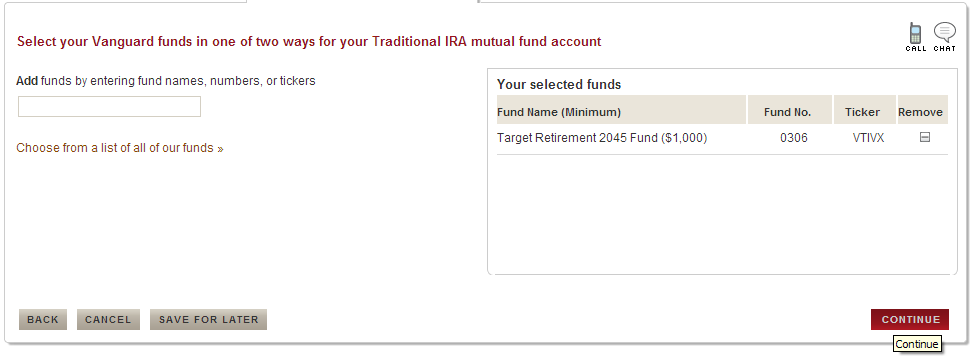 CALL CHAT
Select your Vanguard funds in one of two ways for your Traditional IRA mutual fund account
Add funds by entering fund names, numbers, or tickers
Choose from a list of all of our funds »
Your selected funds
Fund Name (Minimum) Fund No. Ticker Remove
Target Retirement 2045 Fund ($1,000) 0306 VTIVX
BACK CANCEL SAVE FOR LATER CONTINUE
Continue